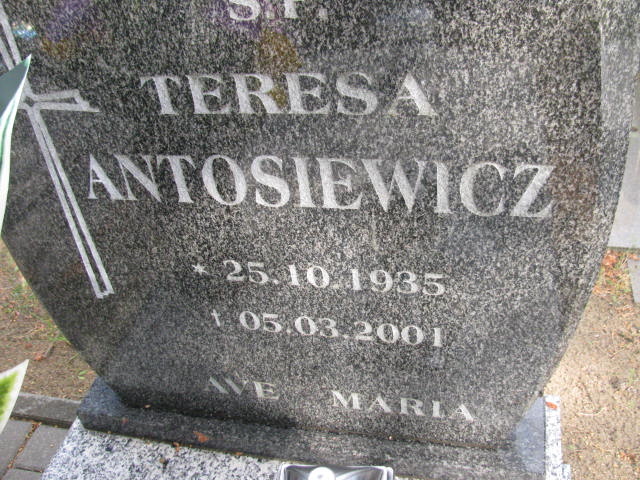 Ś.P.
TERESA
ANTOSIEWICZ
* 25.10.1935
† 05.03.2001
AVE MARIA